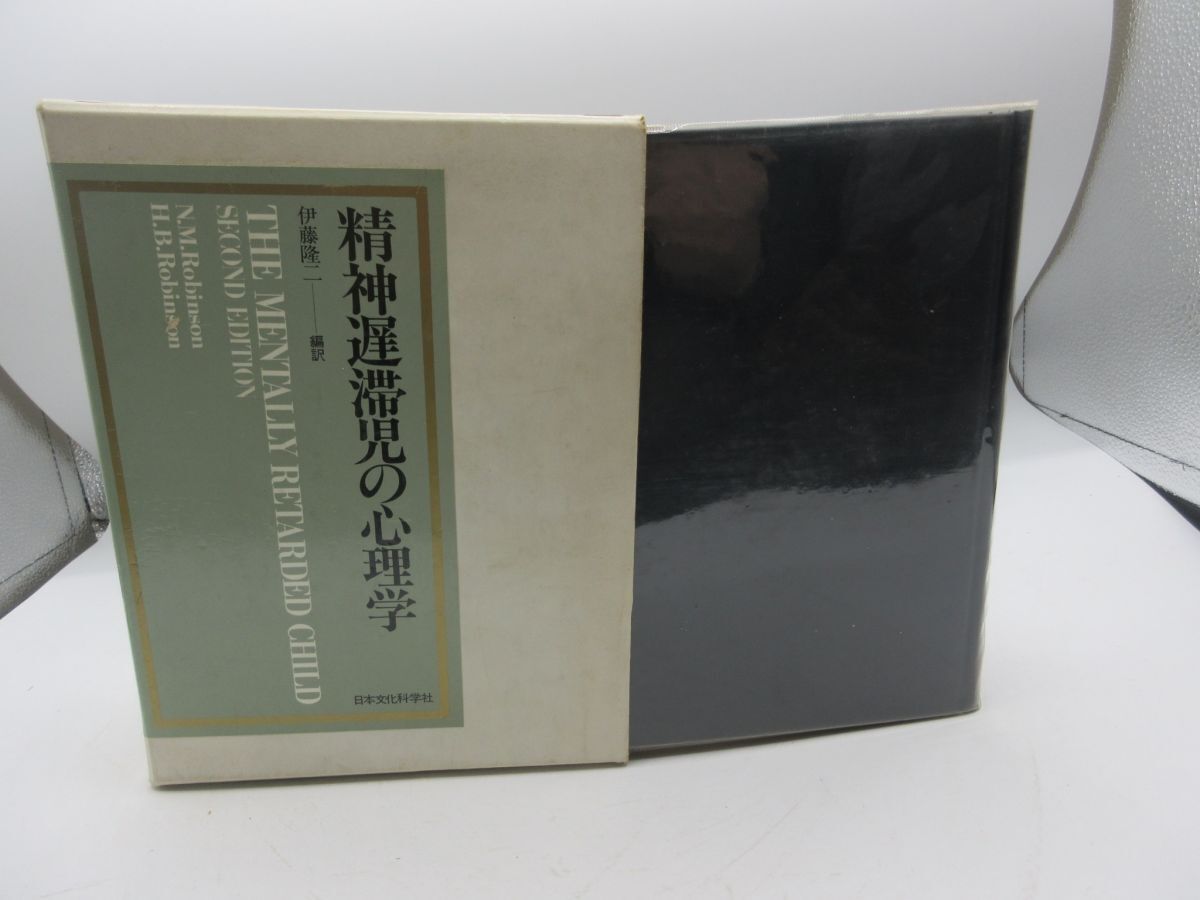 精神遅滞児の心理学
伊藤隆二――編訳
THE MENTALLY RETARDED CHILD
SECOND EDITION
N.M.Robinson
H.B.Robinson
日本文化科学社